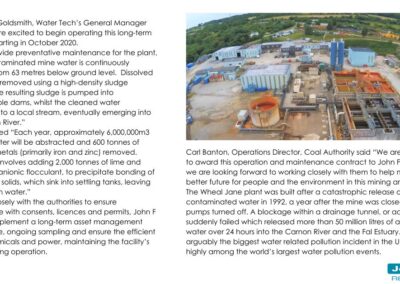 Goldsmith, Water Tech's General Manager
re excited to begin operating this long-term
arting in October 2020.
vide preventative maintenance for the plant.
taminated mine water is continuously
om 63 metres below ground level. Dissolved
removed using a high-density sludge
e resulting sludge is pumped into
ble dams, whilst the cleaned water
to a local stream, eventually emerging into
River."
ed "Each year, approximately 6,000,000m3
ter will be abstracted and 600 tonnes of
etals (primarily iron and zinc) removed.
nvolves adding 2,000 tonnes of lime and
anionic flocculant, to precipitate bonding of
solids, which sink into settling tanks, leaving
n water."
osely with the authorities to ensure
e with consents, licences and permits, John F
plement a long-term asset management
e, ongoing sampling and ensure the efficient
micals and power, maintaining the facility's
ng operation.
Carl Banton, Operations Director, Coal Authority said "We are
to award this operation and maintenance contract to John F
we are looking forward to working closely with them to help m
better future for people and the environment in this mining ar
The Wheal Jane plant was built after a catastrophic release o
contaminated water in 1992, a year after the mine was close
pumps turned off. A blockage within a drainage tunnel, or ad
suddenly failed which released more than 50 million litres of a
water over 24 hours into the Carnon River and the Fal Estuary.
arguably the biggest water related pollution incident in the U
highly among the world's largest water pollution events.